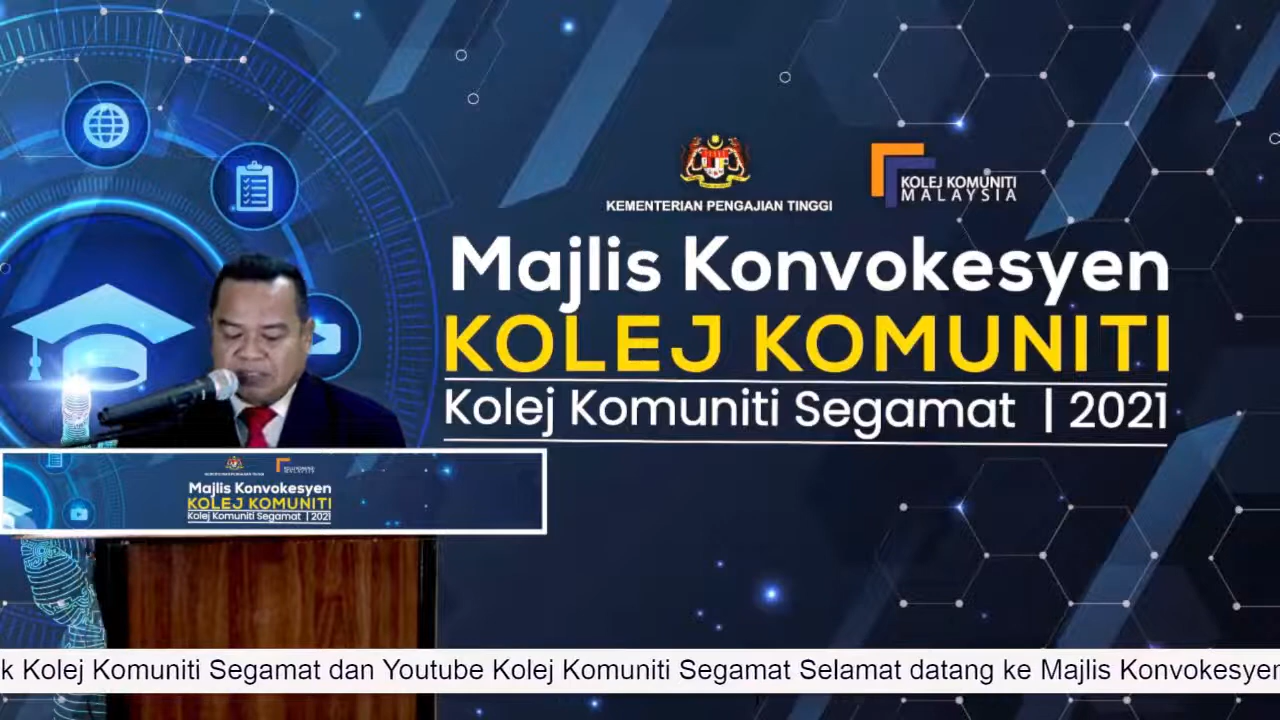 KEMENTERIAN PENGAJIAN TINGGI
KOLEJ KOMUNITI
MALAYSIA
Majlis Konvokesyen
KOLEJ KOMUNITI
Kolej Komuniti Segamat | 2021
Majlis Konvokesyen
KOLEJ KOMUNITI
Kolej Komuniti Segamat | 2021
k Kolej Komuniti Segamat dan Youtube Kolej Komuniti Segamat Selamat datang ke Majlis Konvokesyen